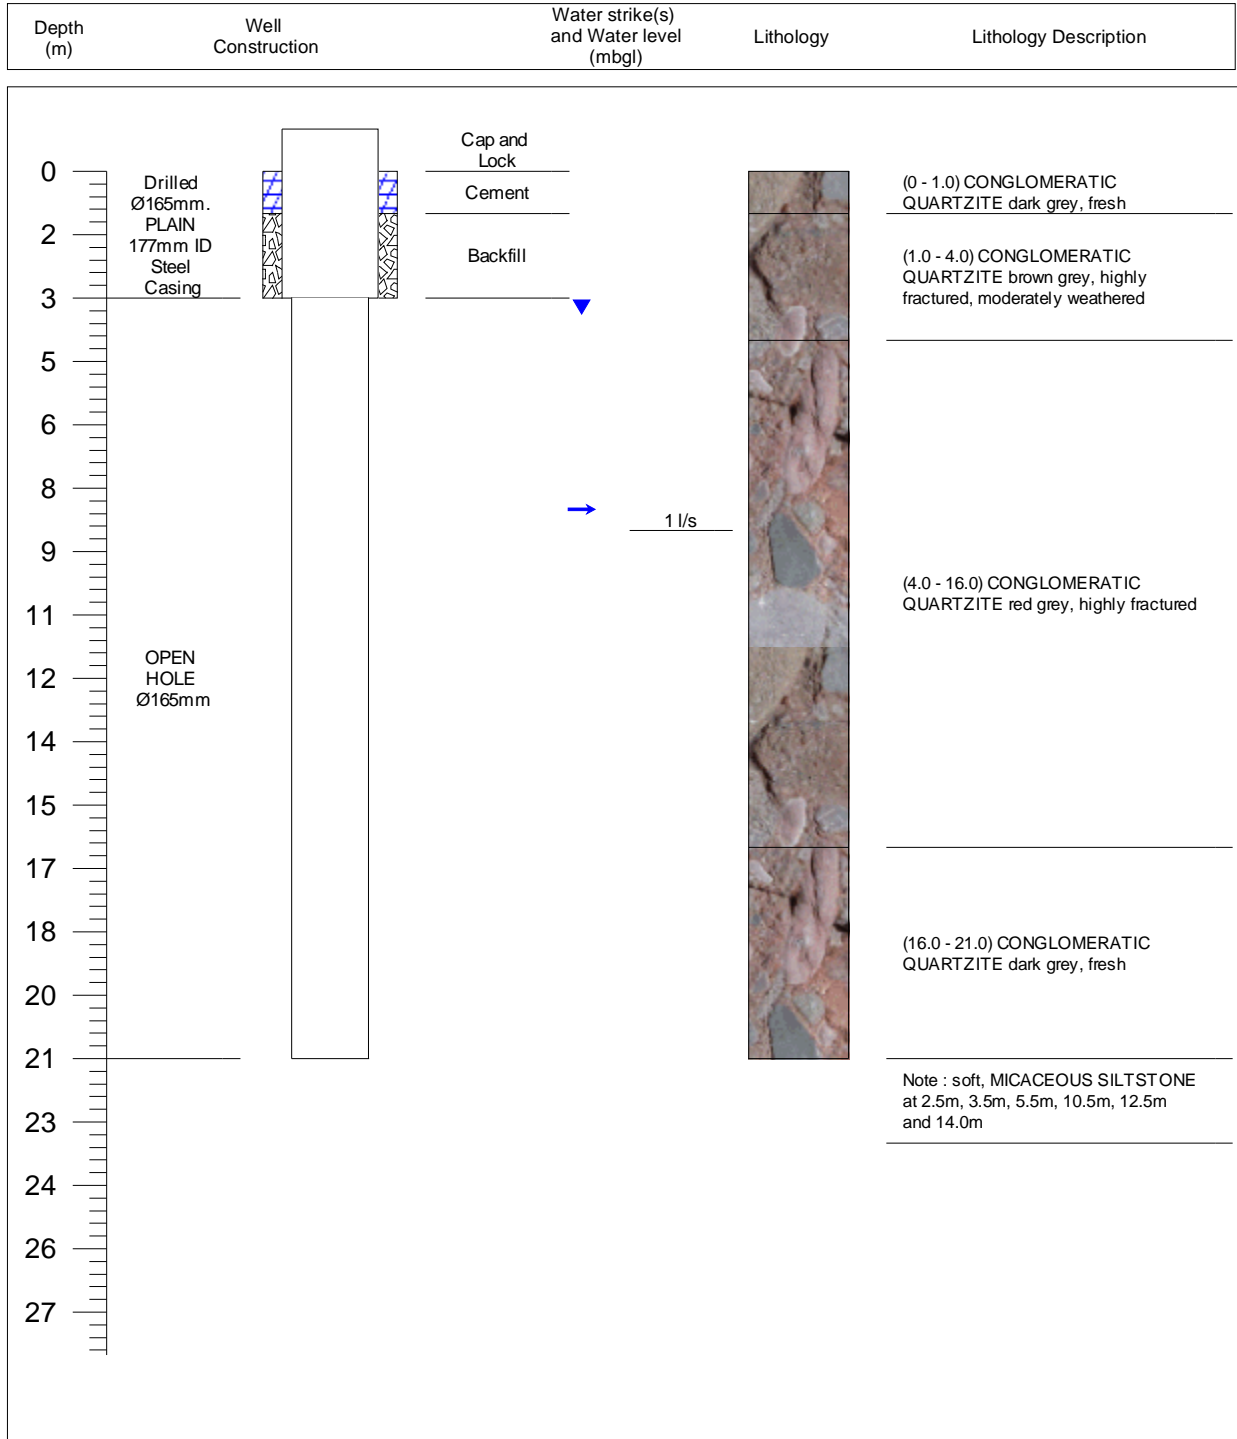 Depth
(m)
Well
Construction
Water strike(s)
and Water level
(mbgl)
Lithology
Lithology Description
Cap and
Lock
0
Drilled
Ø165mm.
PLAIN
177mm ID
Steel
Casing
Cement
(0 - 1.0) CONGLOMERATIC
QUARTZITE dark grey, fresh
2
Backfill
(1.0 - 4.0) CONGLOMERATIC
QUARTZITE brown grey, highly
fractured, moderately weathered
3
5
6
8
1 l/s
9
(4.0 - 16.0) CONGLOMERATIC
QUARTZITE red grey, highly fractured
11
OPEN
HOLE
Ø165mm
12
14
15
17
18
(16.0 - 21.0) CONGLOMERATIC
QUARTZITE dark grey, fresh
20
21
Note : soft, MICACEOUS SILTSTONE
at 2.5m, 3.5m, 5.5m, 10.5m, 12.5m
and 14.0m
23
24
26
27